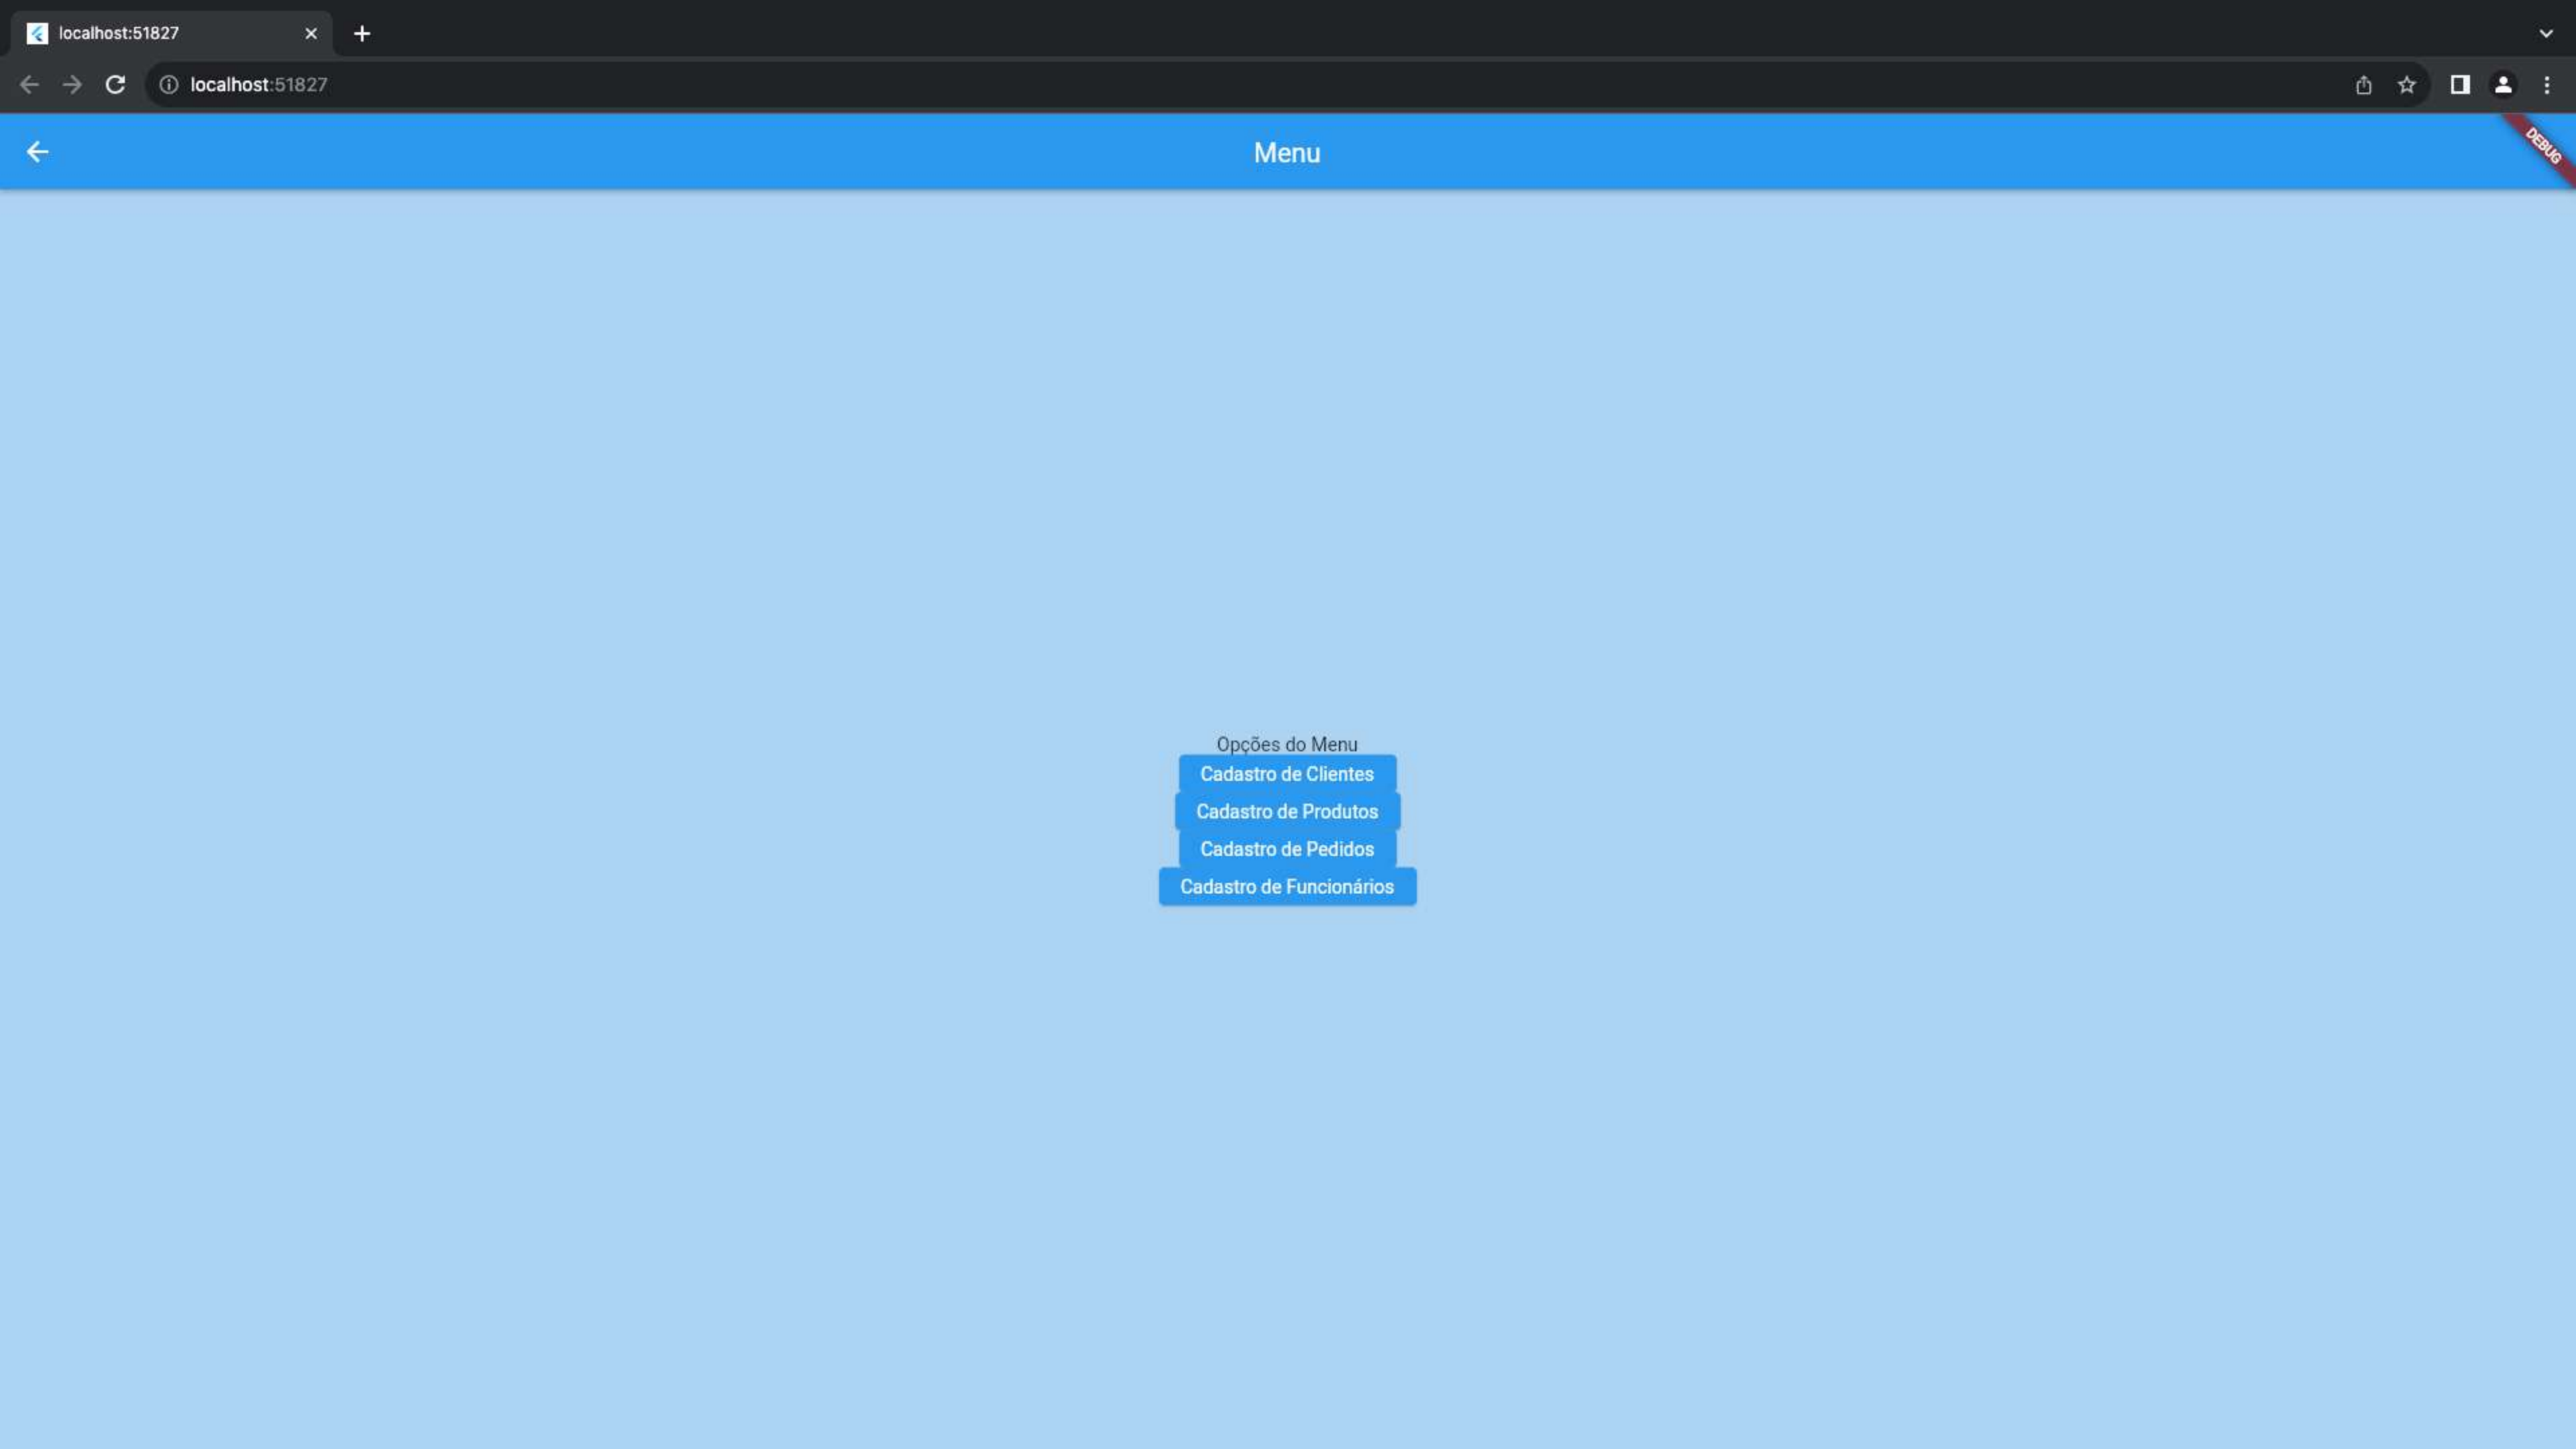 localhost:51827
localhost:51827
Menu
DEBUG
Opções do Menu
Cadastro de Clientes
Cadastro de Produtos
Cadastro de Pedidos
Cadastro de Funcionários